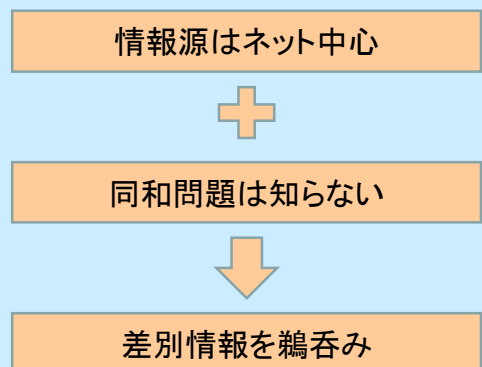 情報源はネット中心
同和問題は知らない
差別情報を鵜呑み